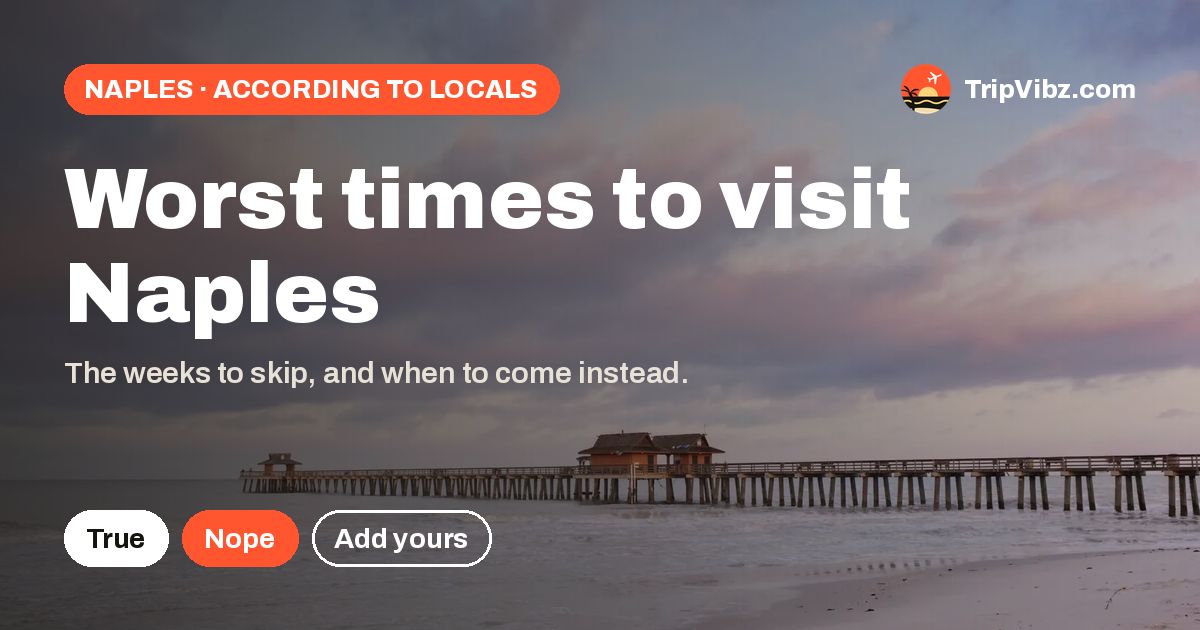 NAPLES · ACCORDING TO LOCALS
TripVibz.com
Worst times to visit
Naples
The weeks to skip, and when to come instead.
True
Nope
Add yours